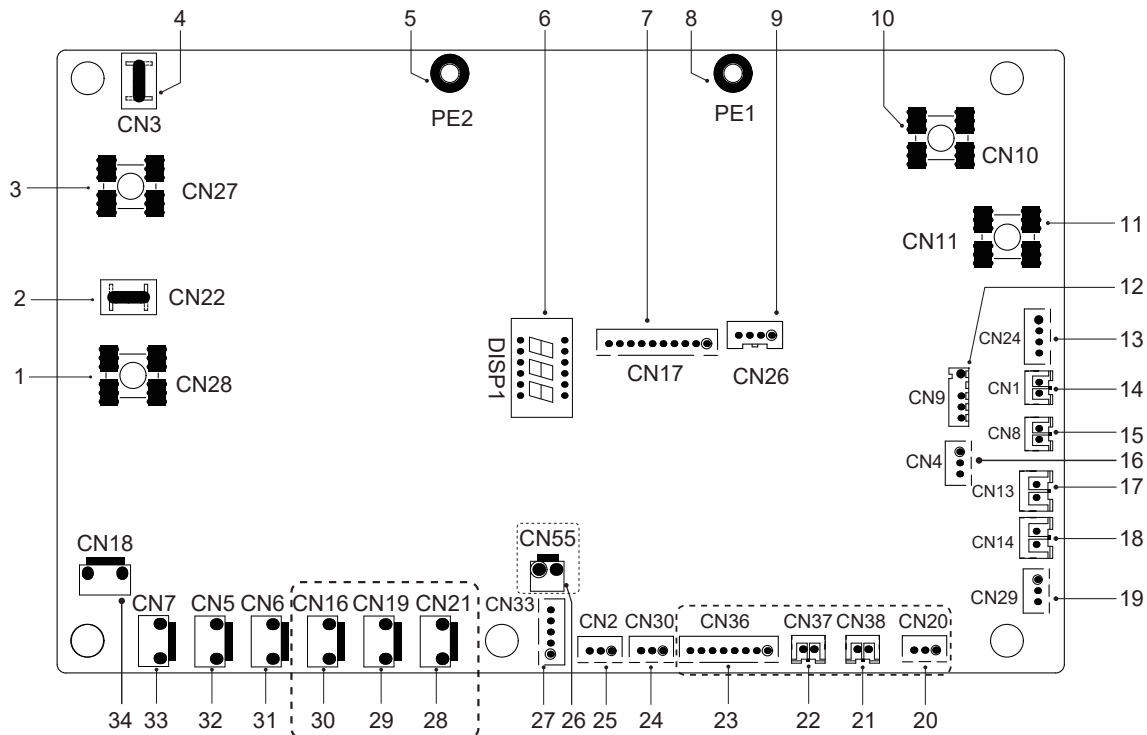 4 5 6 7 8 9 10
CN3
PE2
PE1
CN10
3
CN27
CN11
11
2
CN22
12
DISP1
CN17
CN26
CN24
13
1
CN28
CN9
CN1
14
CN8
15
CN4
16
CN13
17
CN14
18
CN18
CN55
CN29
19
CN7 CN5 CN6 CN16 CN19 CN21
CN33
CN2 CN30 CN36 CN37 CN38 CN20
34 33 32 31 30 29 28 27 26 25 24 23 22 21 20